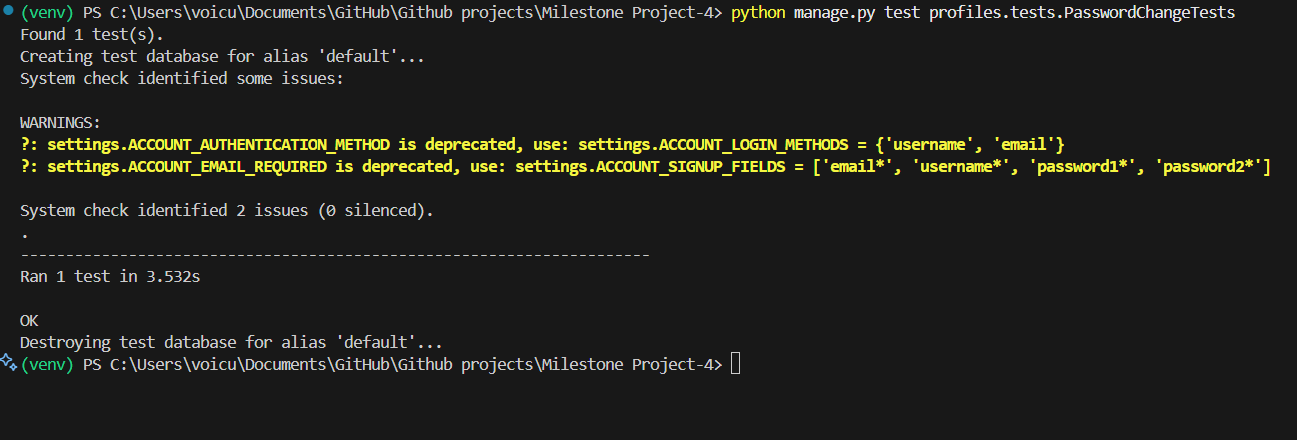 (venv) PS C:\Users\voicu\Documents\GitHub\Github projects\Milestone Project-4> python manage.py test profiles.tests.PasswordChangeTests
Found 1 test(s).
Creating test database for alias 'default'...
System check identified some issues:
WARNINGS:
?: settings.ACCOUNT_AUTHENTICATION_METHOD is deprecated, use: settings.ACCOUNT_LOGIN_METHODS = {'username', 'email'}
?: settings.ACCOUNT_EMAIL_REQUIRED is deprecated, use: settings.ACCOUNT_SIGNUP_FIELDS = ['email*', 'username*', 'password1*', 'password2*']
System check identified 2 issues (0 silenced).
.
----------------------------------------------------------------------
Ran 1 test in 3.532s
OK
Destroying test database for alias 'default'...
(venv) PS C:\Users\voicu\Documents\GitHub\Github projects\Milestone Project-4>